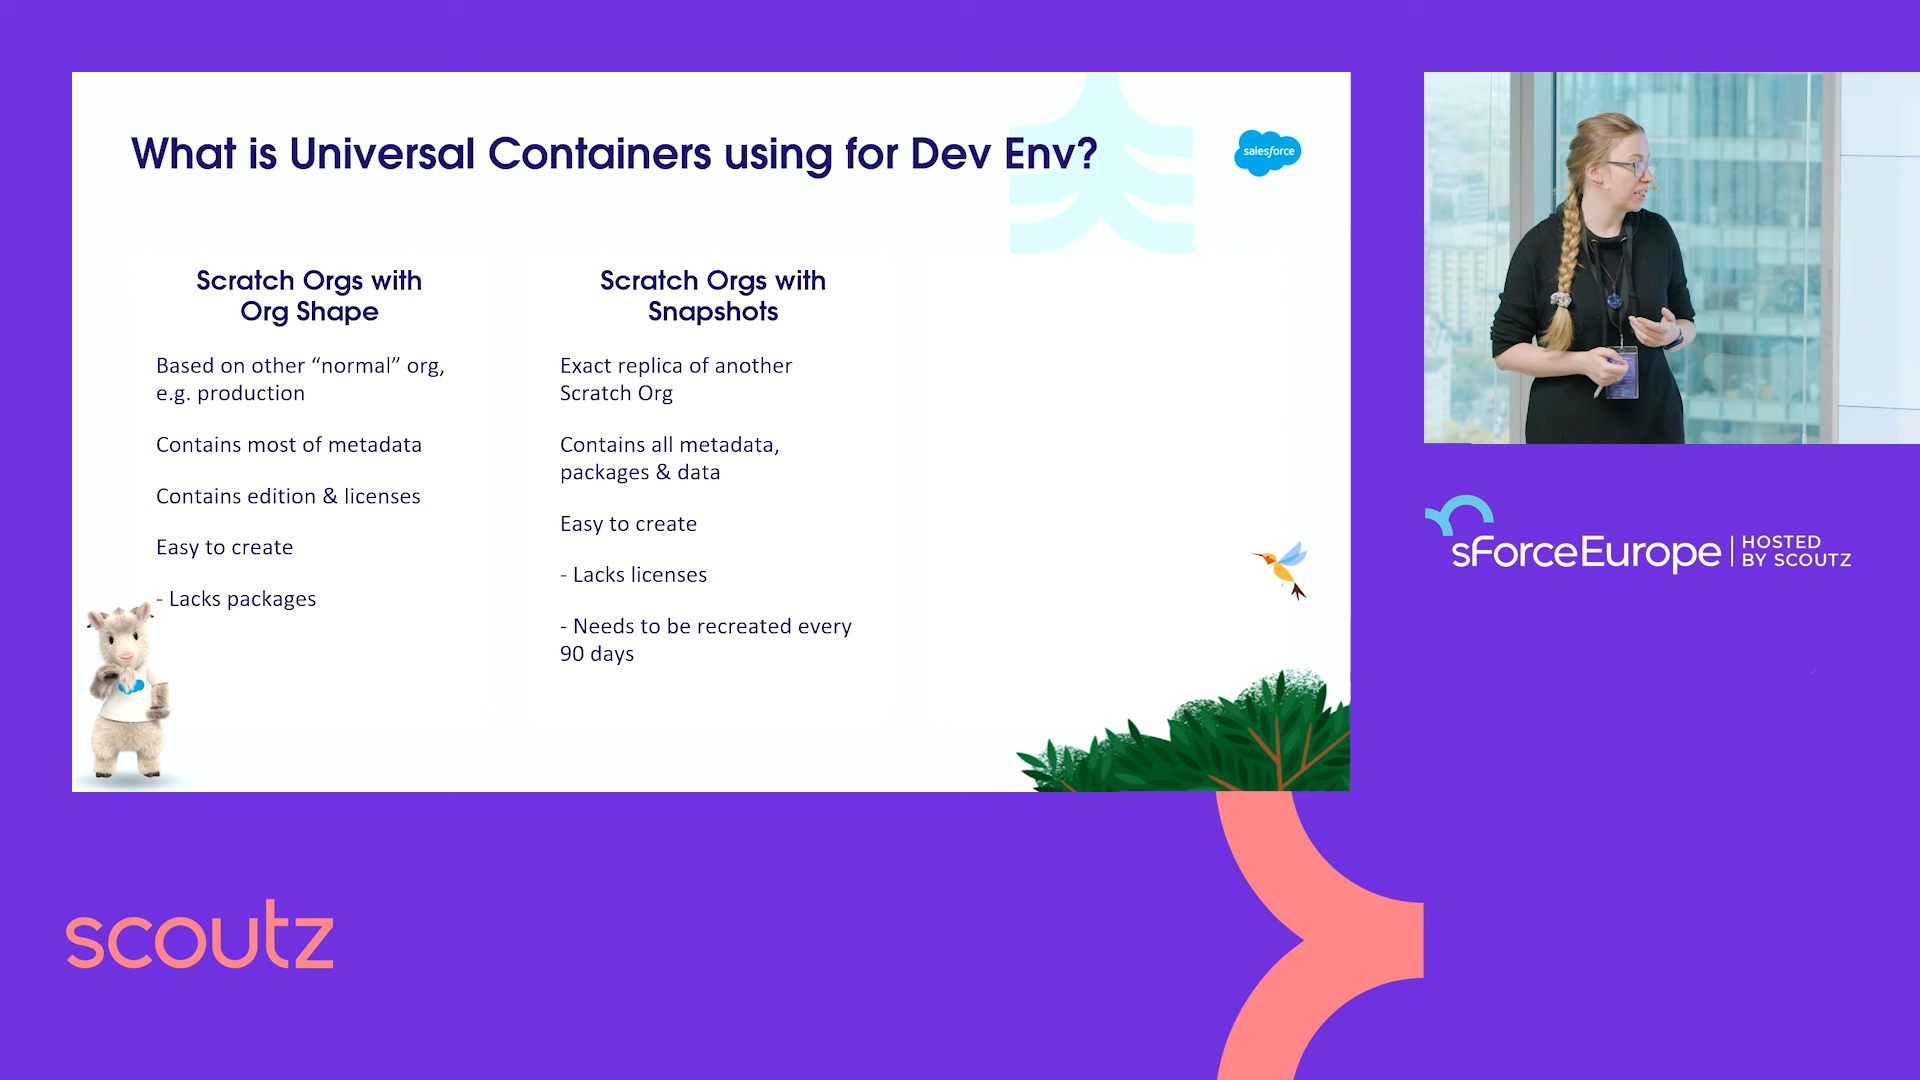 What is Universal Containers using for Dev Env?
salesforce
Scratch Orgs with
Org Shape
Based on other “normal” org,
e.g. production
Contains most of metadata
Contains edition & licenses
Easy to create
- Lacks packages
Scratch Orgs with
Snapshots
Exact replica of another
Scratch Org
Contains all metadata,
packages & data
Easy to create
- Lacks licenses
- Needs to be recreated every
90 days
sForceEurope
HOSTED
BY SCOUTZ
scoutz